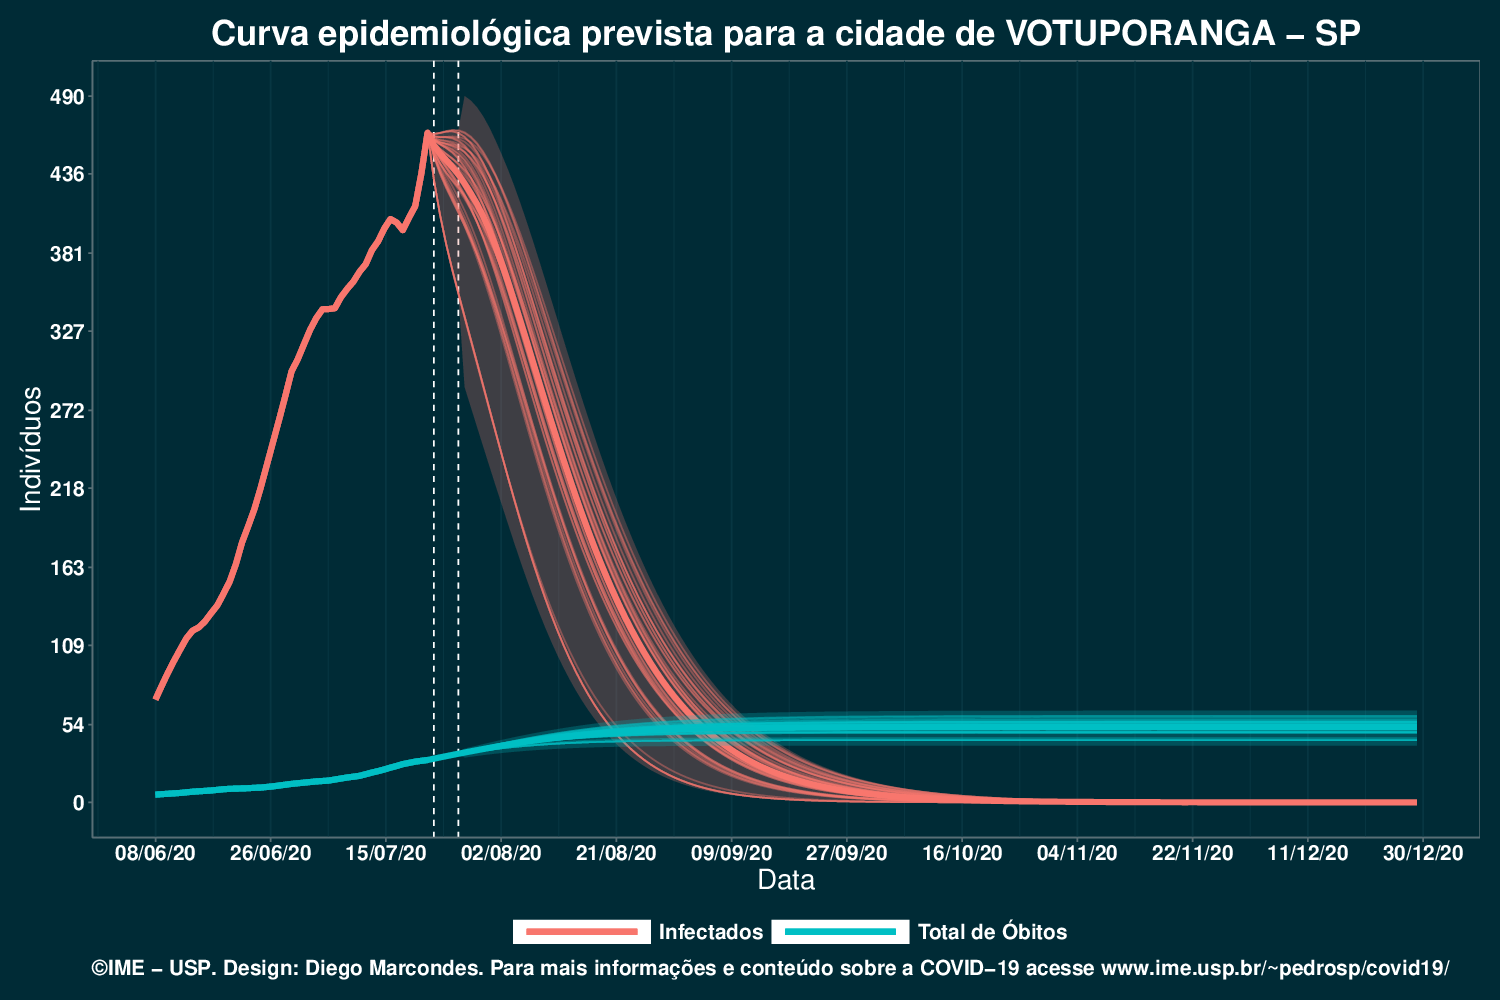 Curva epidemiológica prevista para a cidade de VOTUPORANGA – SP
490
436
381
327
272
218
163
109
54
0
Indivíduos
08/06/20 26/06/20 15/07/20 02/08/20 21/08/20 09/09/20 27/09/20 16/10/20 04/11/20 22/11/20 11/12/20 30/12/20
Data
Infectados Total de Óbitos
©IME – USP. Design: Diego Marcondes. Para mais informações e conteúdo sobre a COVID–19 acesse www.ime.usp.br/~pedrosp/covid19/